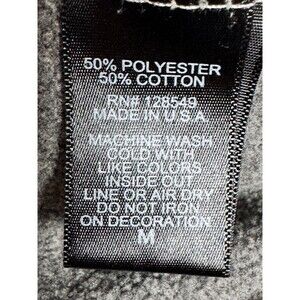 50% POLYESTER
50% COTTON
RN# 128549
MADE IN U.S.A
MACHINE WASH
COLD WITH
LIKE COLORS
INSIDE OUT
LINE OR AIR DRY
DO NOT IRON
ON DECORATION
M